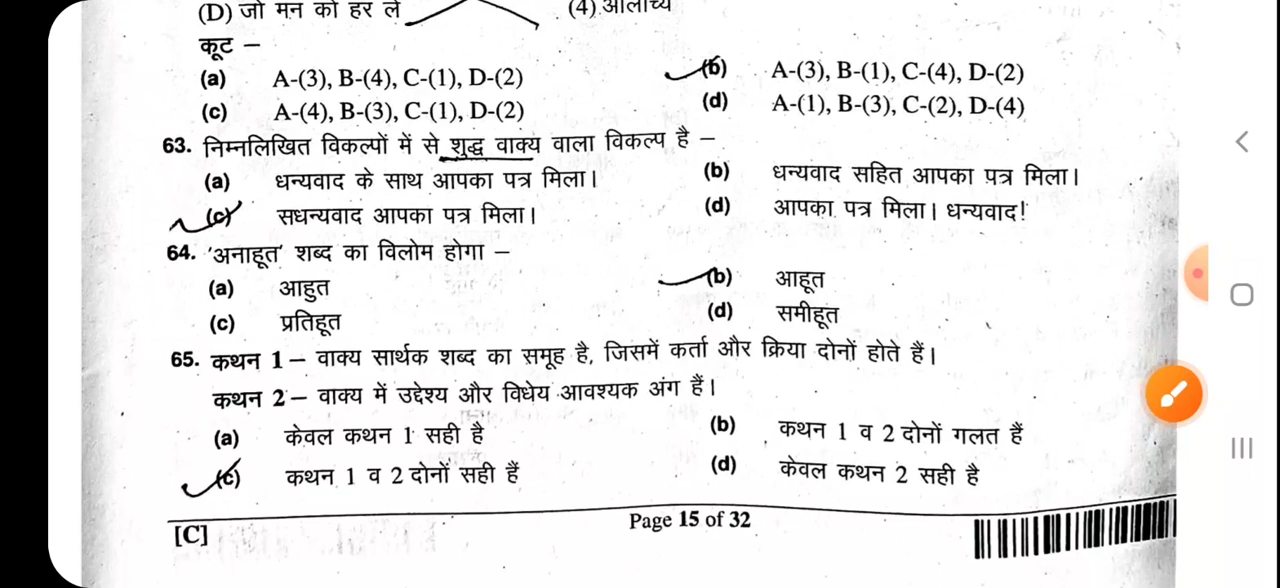 (D) जो मन को हर ले (4) आलोच्य
कूट –
(a) A-(3), B-(4), C-(1), D-(2) (b) A-(3), B-(1), C-(4), D-(2)
(c) A-(4), B-(3), C-(1), D-(2) (d) A-(1), B-(3), C-(2), D-(4)
63. निम्नलिखित विकल्पों में से शुद्ध वाक्य वाला विकल्प है –
(a) धन्यवाद के साथ आपका पत्र मिला। (b) धन्यवाद सहित आपका पत्र मिला।
(c) सधन्यवाद आपका पत्र मिला। (d) आपका पत्र मिला। धन्यवाद!
64. 'अनाहूत' शब्द का विलोम होगा –
(a) आहुत (b) आहूत
(c) प्रतिहूत (d) समीहूत
65. कथन 1 – वाक्य सार्थक शब्द का समूह है, जिसमें कर्ता और क्रिया दोनों होते हैं।
कथन 2 – वाक्य में उद्देश्य और विधेय आवश्यक अंग हैं।
(a) केवल कथन 1 सही है (b) कथन 1 व 2 दोनों गलत हैं
(c) कथन 1 व 2 दोनों सही हैं (d) केवल कथन 2 सही है
[C] Page 15 of 32